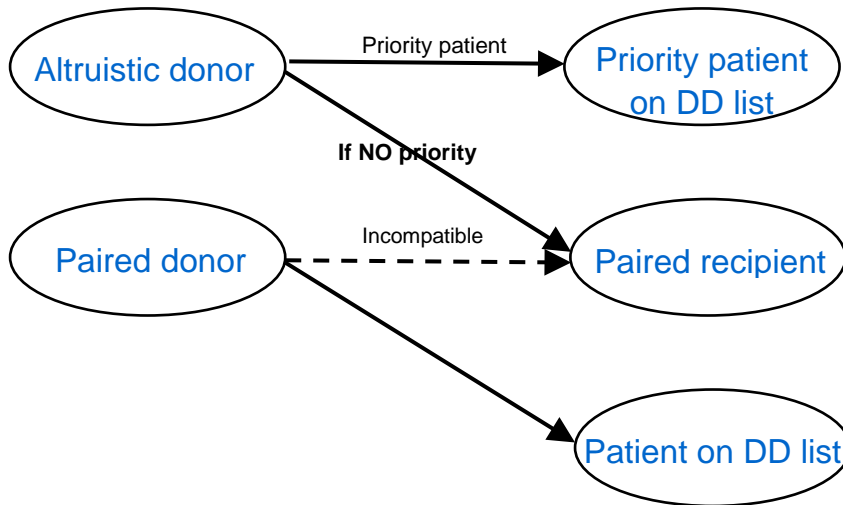 Altruistic donor
Priority patient
Priority patient
on DD list
If NO priority
Paired donor
Incompatible
Paired recipient
Patient on DD list